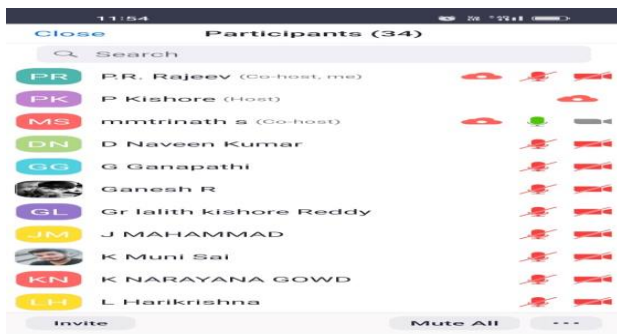 11:54
Close Participants (34)
Search
PR P.R. Rajeev (Co-host, me)
PK P Kishore (Host)
MS mmtrinath s (Co-host)
DN D Naveen Kumar
GG G Ganapathi
Ganesh R
GL Gr lalith kishore Reddy
JM J MAHAMMAD
K Muni Sai
KN K NARAYANA GOWD
LH L Harikrishna
Invite Mute All